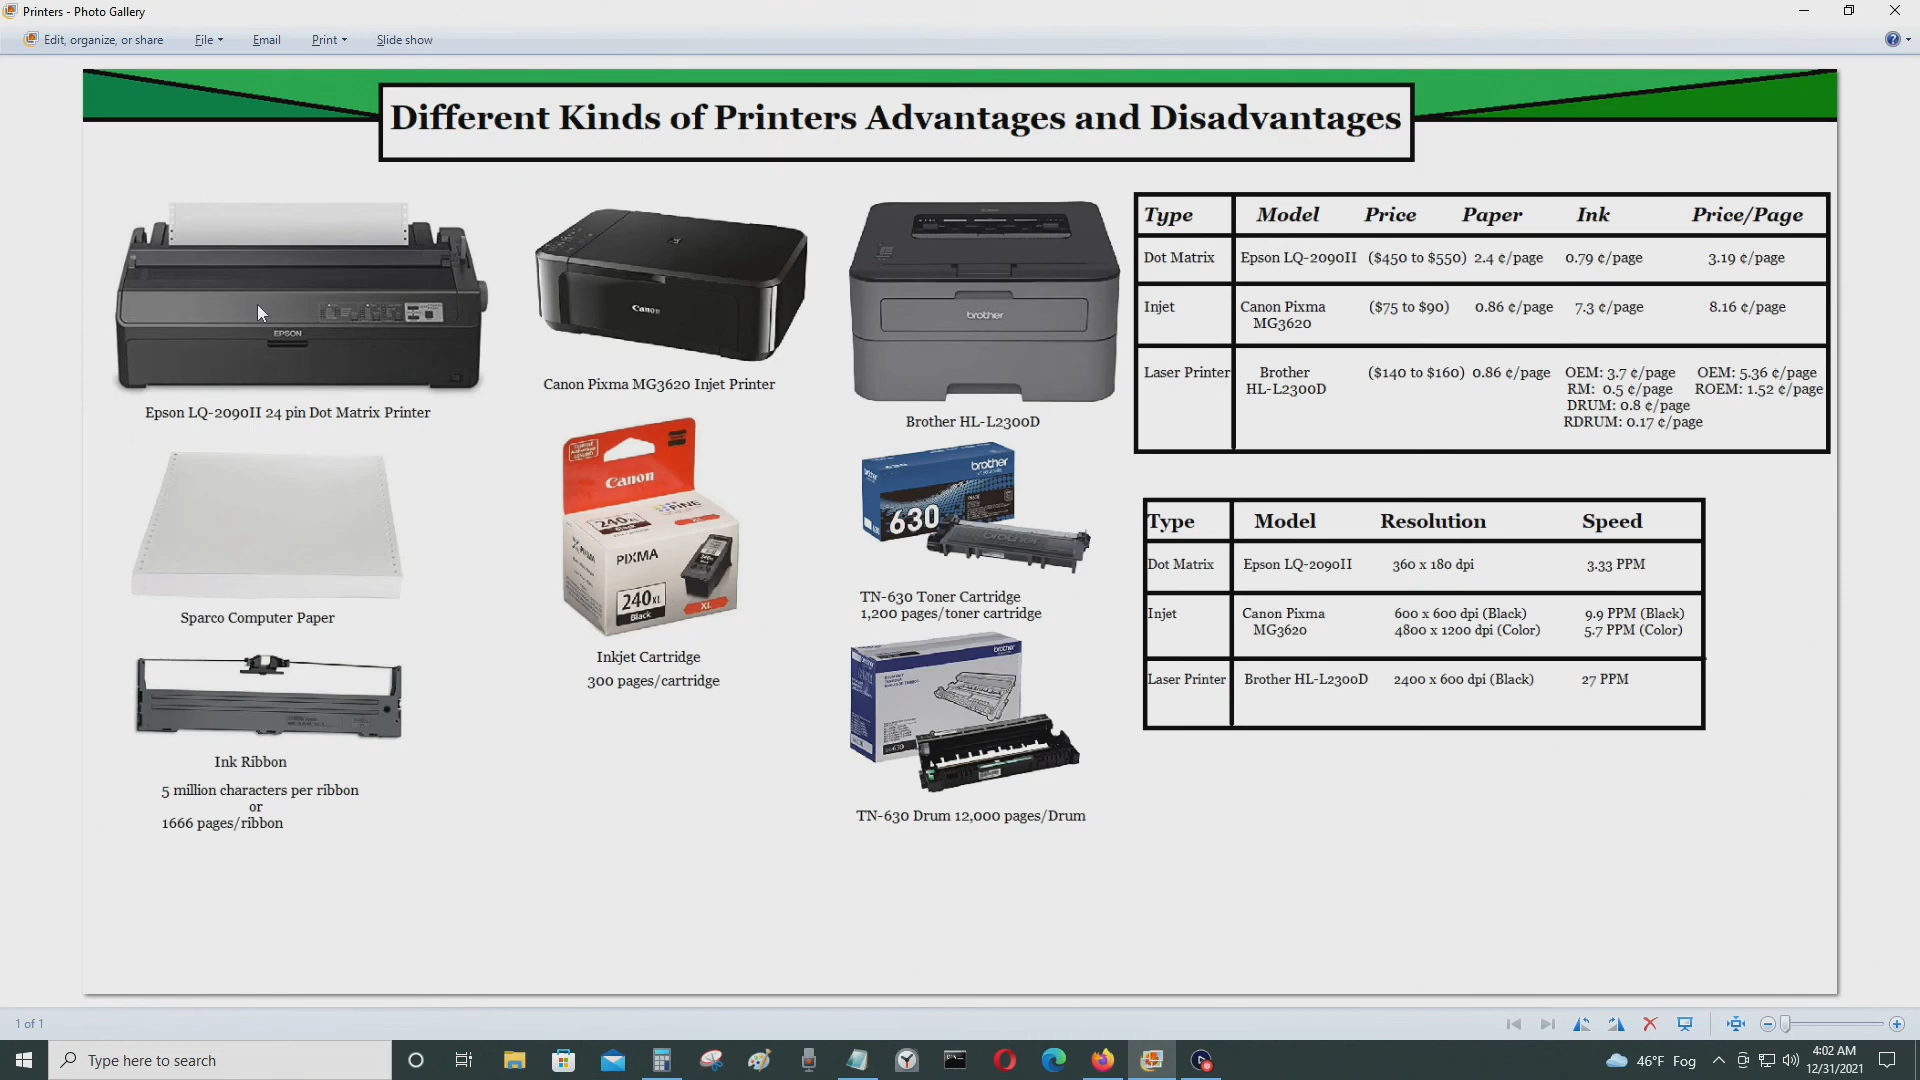 Printers - Photo Gallery
Edit, organize, or share
File
Email
Print
Slide show
Different Kinds of Printers Advantages and Disadvantages
EPSON
Epson LQ-2090II 24 pin Dot Matrix Printer
Sparco Computer Paper
Ink Ribbon
5 million characters per ribbon
or
1666 pages/ribbon
Canon
Canon Pixma MG3620 Injet Printer
Canon
FINE
240XL
Black
XL
PIXMA
240XL
Black
XL
Inkjet Cartridge
300 pages/cartridge
brother
Brother HL-L2300D
630
brother
630
TN-630 Toner Cartridge
1,200 pages/toner cartridge
brother
TN-630 Drum 12,000 pages/Drum
Type Model Price Paper Ink Price/Page
Dot Matrix Epson LQ-2090II ($450 to $550) 2.4 ¢/page 0.79 ¢/page 3.19 ¢/page
Injet Canon Pixma ($75 to $90) 0.86 ¢/page 7.3 ¢/page 8.16 ¢/page
MG3620
Laser Printer Brother ($140 to $160) 0.86 ¢/page OEM: 3.7 ¢/page OEM: 5.36 ¢/page
HL-L2300D RM: 0.5 ¢/page ROEM: 1.52 ¢/page
DRUM: 0.8 ¢/page
RDRUM: 0.17 ¢/page
Type Model Resolution Speed
Dot Matrix Epson LQ-2090II 360 x 180 dpi 3.33 PPM
Injet Canon Pixma 600 x 600 dpi (Black) 9.9 PPM (Black)
MG3620 4800 x 1200 dpi (Color) 5.7 PPM (Color)
Laser Printer Brother HL-L2300D 2400 x 600 dpi (Black) 27 PPM
1 of 1
Type here to search
46°F Fog
4:02 AM
12/31/2021